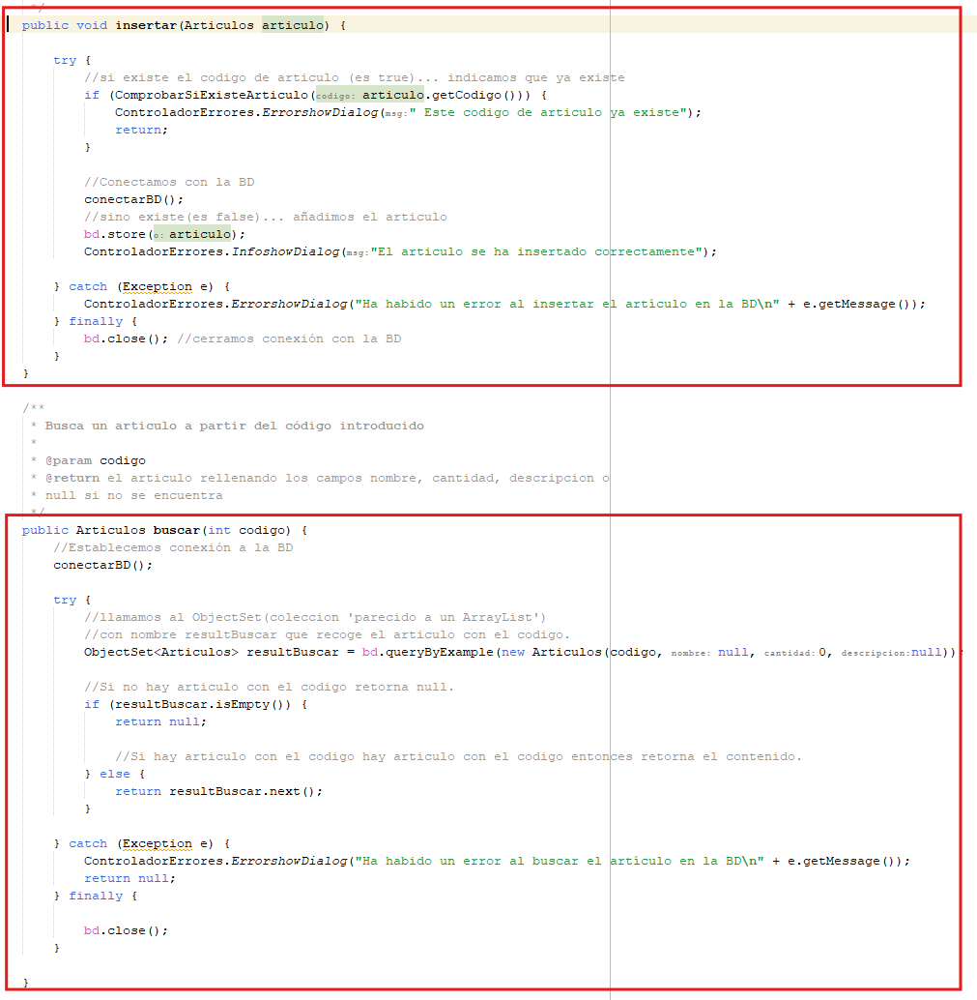 */
public void insertar(Articulos articulo) {
try {
//si existe el codigo de articulo (es true)... indicamos que ya existe
if (ComprobarSiExisteArticulo(codigo: articulo.getCodigo())) {
ControladorErrores.ErrorshowDialog(msg:" Este codigo de articulo ya existe");
return;
}
//Conectamos con la BD
conectarBD();
//sino existe(es false)... añadimos el articulo
bd.store(o: articulo);
ControladorErrores.InfoshowDialog(msg:"El articulo se ha insertado correctamente");
} catch (Exception e) {
ControladorErrores.ErrorshowDialog("Ha habido un error al insertar el artículo en la BD\n" + e.getMessage());
} finally {
bd.close(); //cerramos conexión con la BD
}
}
/**
* Busca un articulo a partir del código introducido
*
* @param codigo
* @return el articulo rellenando los campos nombre, cantidad, descripcion o
* null si no se encuentra
*/
public Articulos buscar(int codigo) {
//Establecemos conexión a la BD
conectarBD();
try {
//llamamos al ObjectSet(coleccion 'parecido a un ArrayList')
//con nombre resultBuscar que recoge el articulo con el codigo.
ObjectSet<Articulos> resultBuscar = bd.queryByExample(new Articulos(codigo, nombre: null, cantidad: 0, descripcion:null));
//Si no hay articulo con el codigo retorna null.
if (resultBuscar.isEmpty()) {
return null;
//Si hay articulo con el codigo hay articulo con el codigo entonces retorna el contenido.
} else {
return resultBuscar.next();
}
} catch (Exception e) {
ControladorErrores.ErrorshowDialog("Ha habido un error al buscar el artículo en la BD\n" + e.getMessage());
return null;
} finally {
bd.close();
}
}